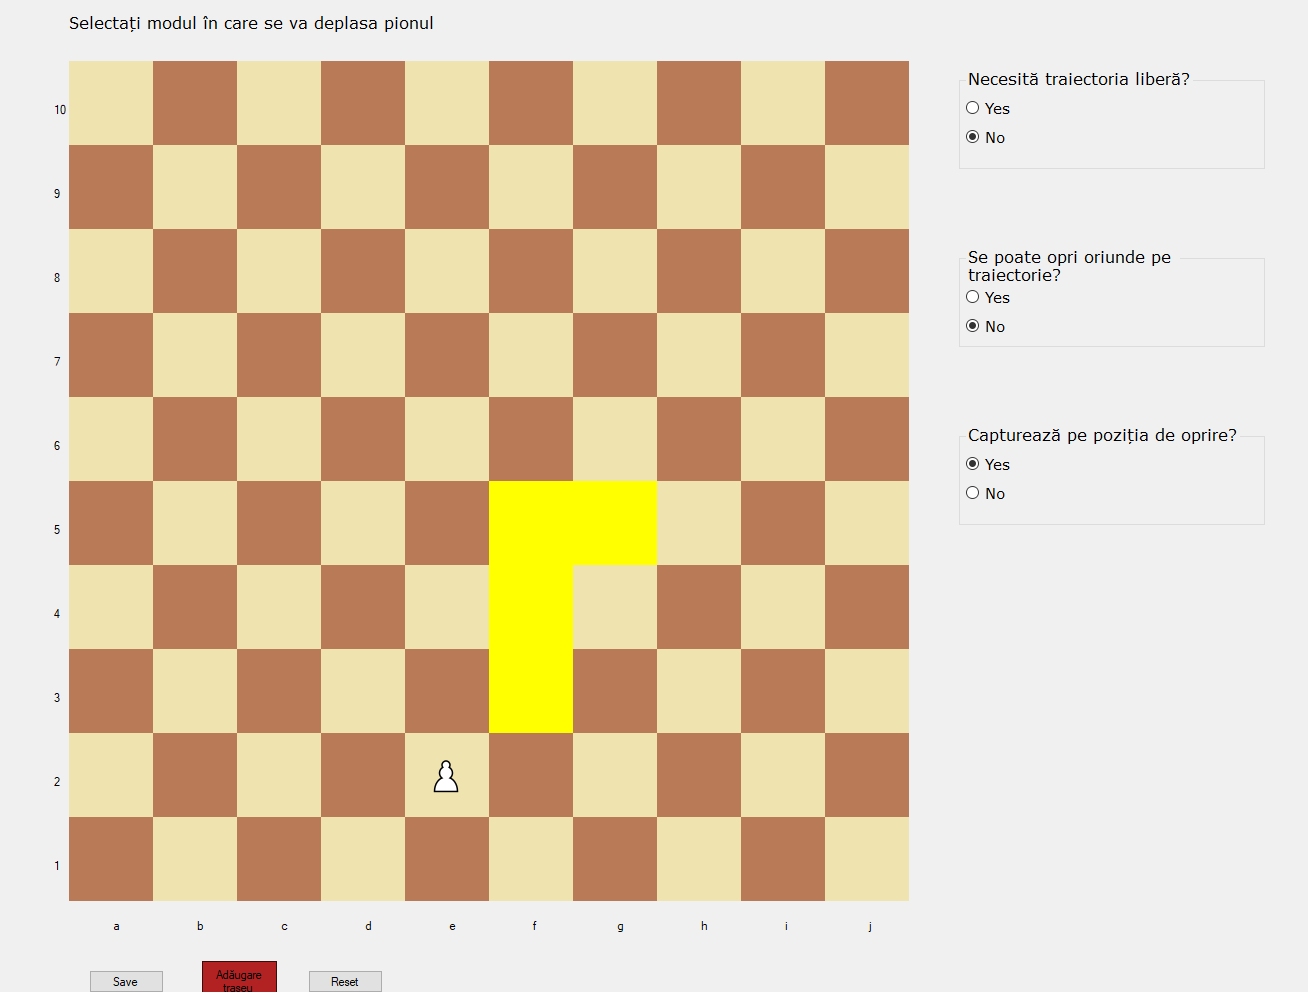 Selectați modul în care se va deplasa pionul
Necesită traiectoria liberă?
Yes
No
Se poate opri oriunde pe
traiectorie?
Yes
No
Capturează pe poziția de oprire?
Yes
No
10
9
8
7
6
5
4
3
2
1
a b c d e f g h i j
Save
Adăugare
traseu
Reset